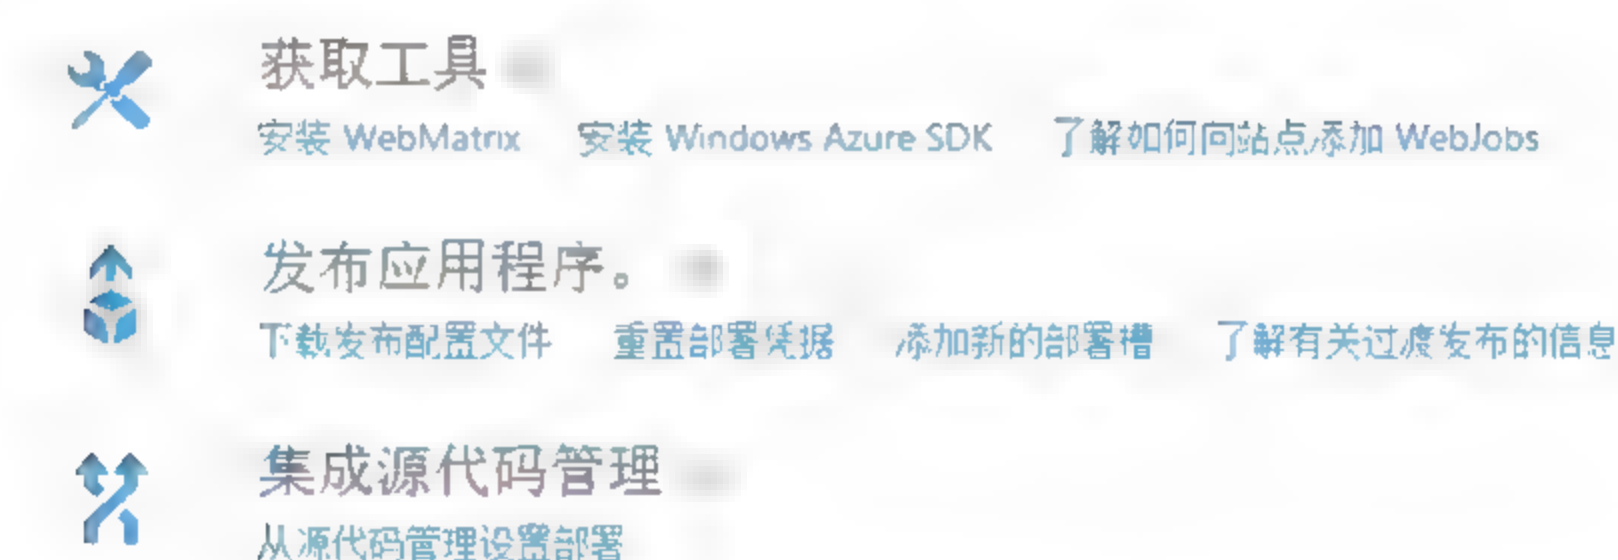 获取工具
安装 WebMatrix 安装 Windows Azure SDK 了解如何向站点添加 WebJobs
发布应用程序。
下载发布配置文件 重置部署凭据 添加新的部署槽 了解有关过渡发布的信息
集成源代码管理
从源代码管理设置部署